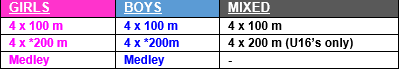 GIRLS BOYS MIXED
4 x 100 m 4 x 100 m 4 x 100 m
4 x *200 m 4 x *200m 4 x 200 m (U16's only)
Medley Medley -